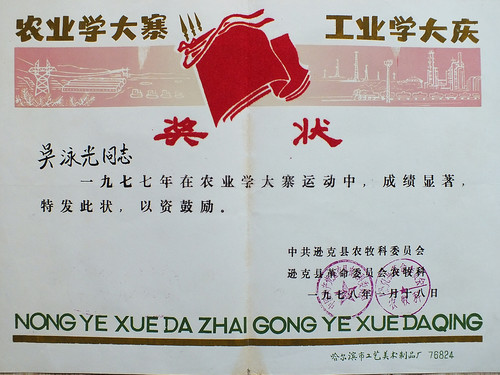 农业学大寨
工业学大庆
奖 状
吴泳光同志
一九七七年在农业学大寨运动中，成绩显著，
特发此状，以资鼓励。
中共逊克县农牧科委员会
逊克县革命委员会农牧科
一九七八年一月十八日
NONG YE XUE DA ZHAI GONG YE XUE DAQING
哈尔滨市工艺美术制品厂 76824